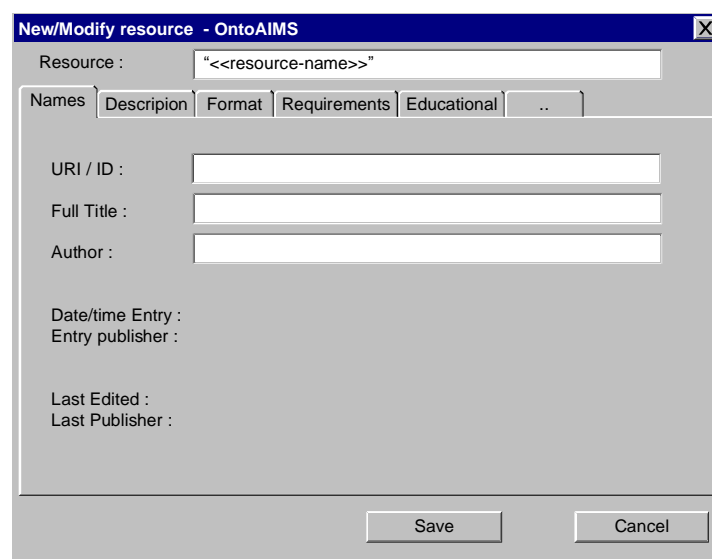 New/Modify resource - OntoAIMS X
Resource : “<<resource-name>>”
Names Descripion Format Requirements Educational ..
URI / ID :
Full Title :
Author :
Date/time Entry :
Entry publisher :
Last Edited :
Last Publisher :
Save Cancel